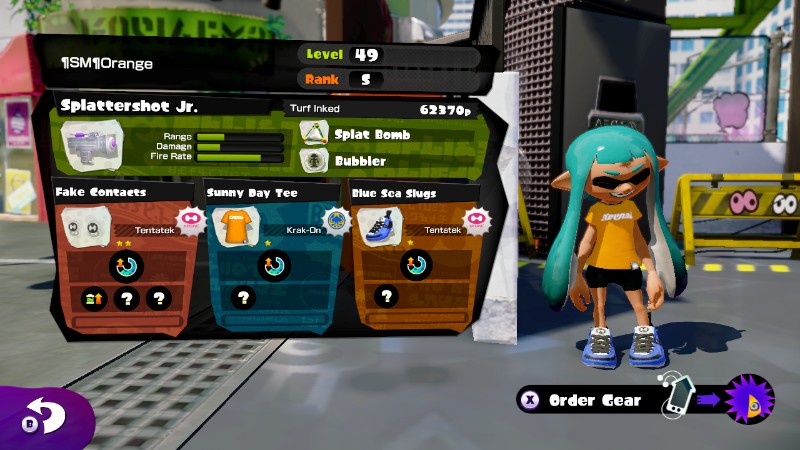 ¶SM¶Orange
Level 49
Rank S
Splattershot Jr.
Turf Inked 62370p
Range
Damage
Fire Rate
Splat Bomb
Bubbler
Fake Contacts
Sunny Day Tee
Blue Sea Slugs
Tentatek
Krak-On
Tentatek
? ?
?
?
B
X Order Gear